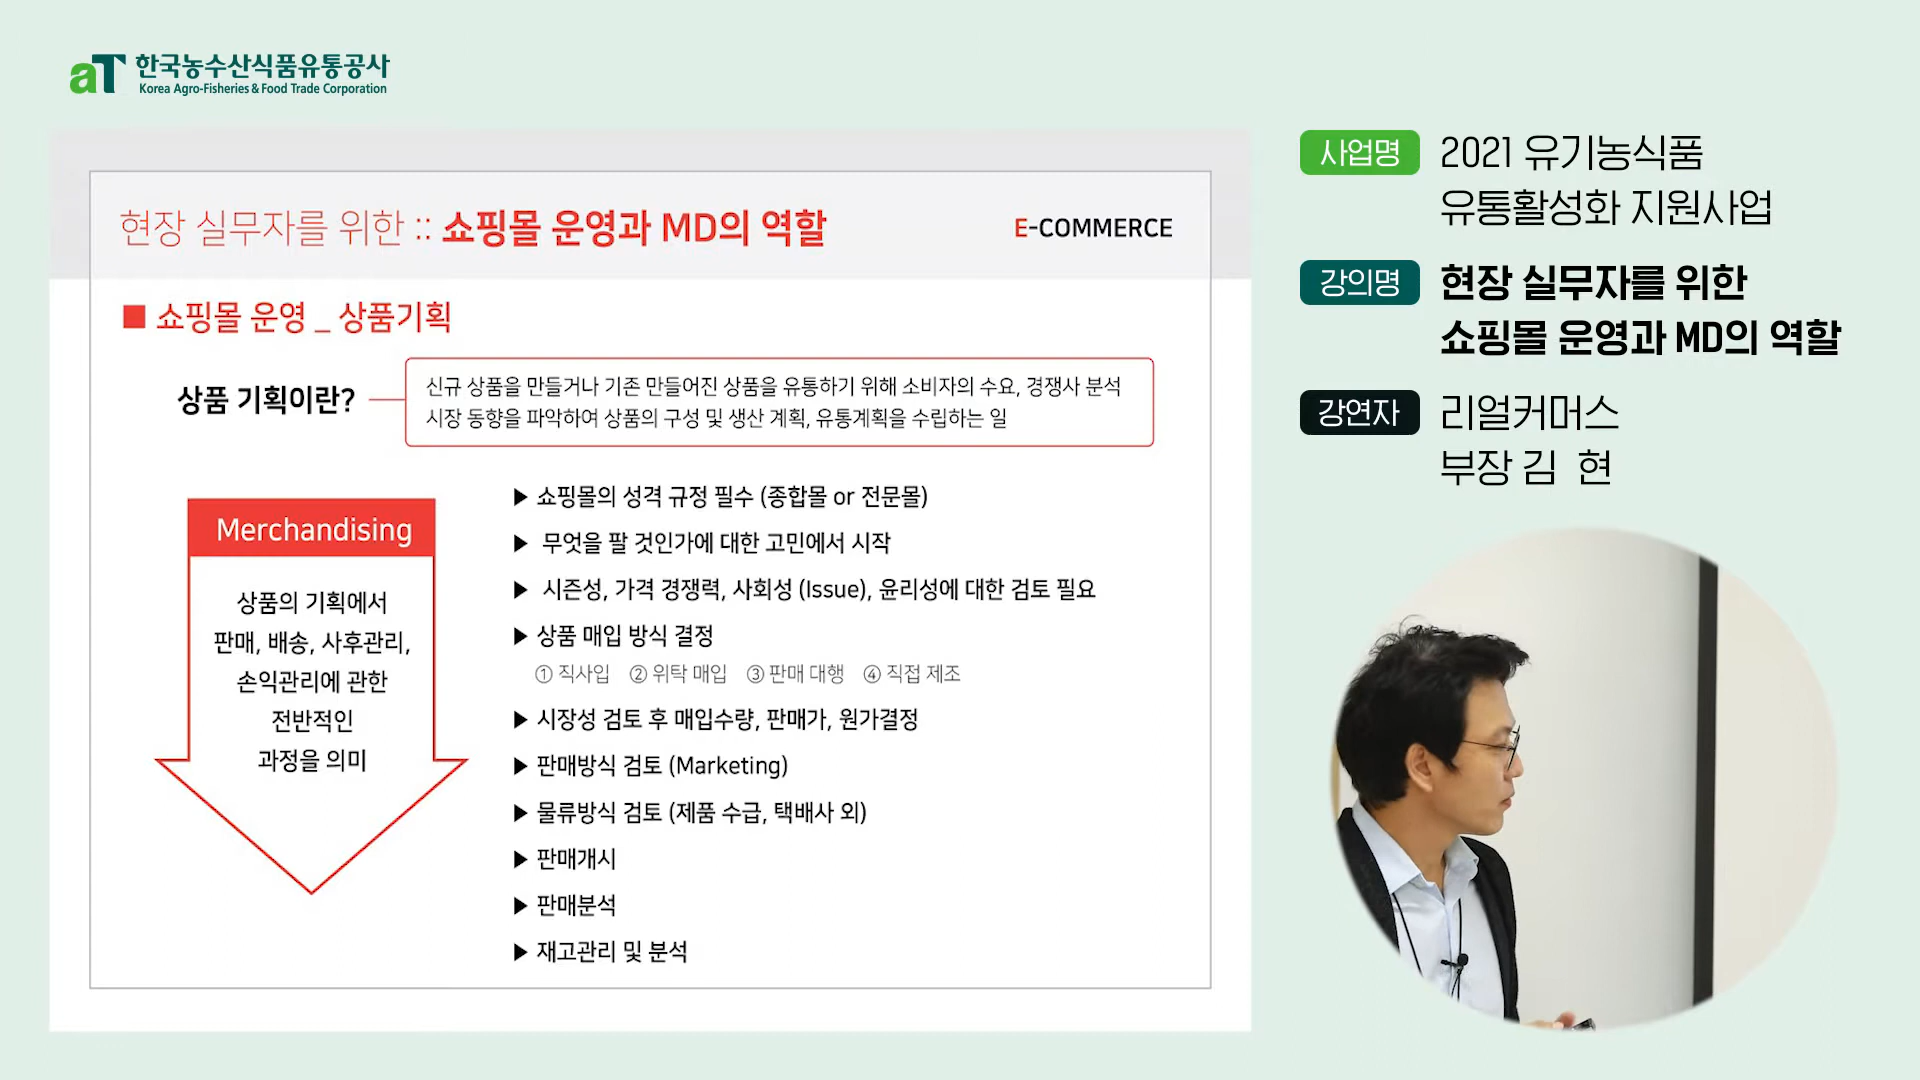 aT 한국농수산식품유통공사
Korea Agro-Fisheries & Food Trade Corporation
현장 실무자를 위한 :: 쇼핑몰 운영과 MD의 역할
E-COMMERCE
■ 쇼핑몰 운영 _ 상품기획
상품 기획이란?
신규 상품을 만들거나 기존 만들어진 상품을 유통하기 위해 소비자의 수요, 경쟁사 분석
시장 동향을 파악하여 상품의 구성 및 생산 계획, 유통계획을 수립하는 일
Merchandising
상품의 기획에서
판매, 배송, 사후관리,
손익관리에 관한
전반적인
과정을 의미
▶ 쇼핑몰의 성격 규정 필수 (종합몰 or 전문몰)
▶ 무엇을 팔 것인가에 대한 고민에서 시작
▶ 시즌성, 가격 경쟁력, 사회성 (Issue), 윤리성에 대한 검토 필요
▶ 상품 매입 방식 결정
① 직사입 ② 위탁 매입 ③ 판매 대행 ④ 직접 제조
▶ 시장성 검토 후 매입수량, 판매가, 원가결정
▶ 판매방식 검토 (Marketing)
▶ 물류방식 검토 (제품 수급, 택배사 외)
▶ 판매개시
▶ 판매분석
▶ 재고관리 및 분석
사업명 2021 유기농식품
유통활성화 지원사업
강의명 현장 실무자를 위한
쇼핑몰 운영과 MD의 역할
강연자 리얼커머스
부장 김 현